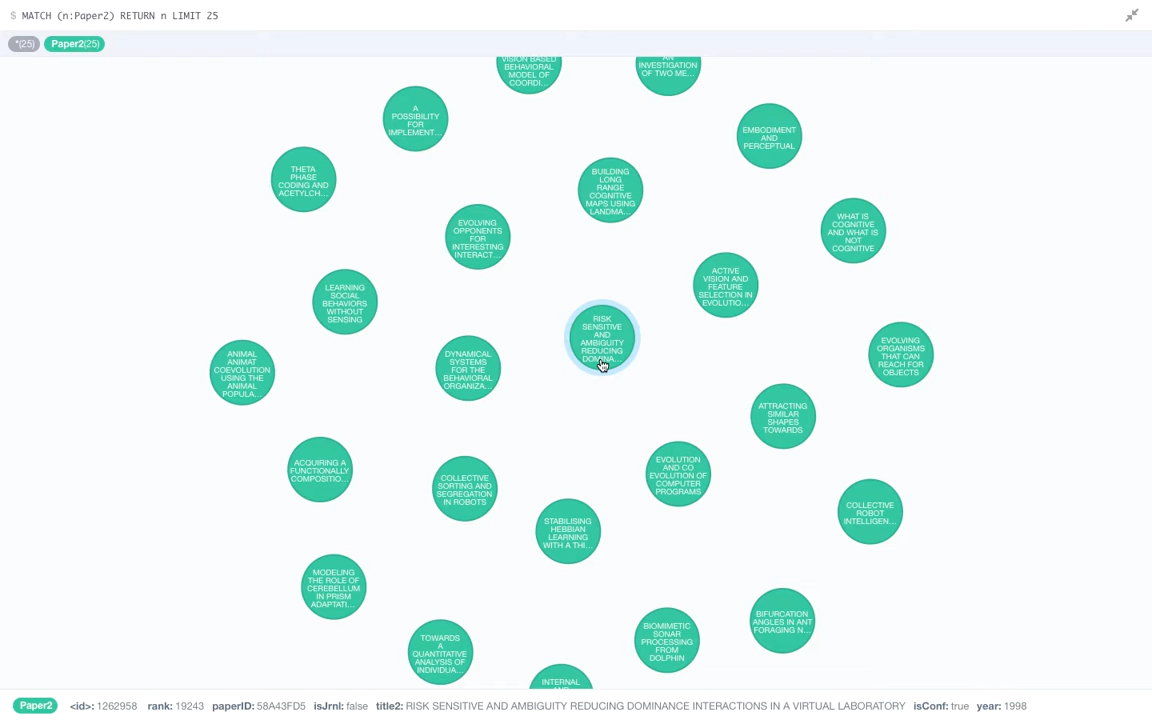 $ MATCH (n:Paper2) RETURN n LIMIT 25
*(25) Paper2(25)
VISION BASED
BEHAVIORAL
MODEL OF
COORDI...
AN
INVESTIGATION
OF TWO ME...
A
POSSIBILITY
FOR
IMPLEMENT...
EMBODIMENT
AND
PERCEPTUAL
THETA
PHASE
CODING AND
ACETYLCH...
BUILDING
LONG
RANGE
COGNITIVE
MAPS USING
LANDMA...
EVOLVING
OPPONENTS
FOR
INTERESTING
INTERACT...
WHAT IS
COGNITIVE
AND WHAT IS
NOT
COGNITIVE
ACTIVE
VISION AND
FEATURE
SELECTION IN
EVOLUTIO...
LEARNING
SOCIAL
BEHAVIORS
WITHOUT
SENSING
RISK
SENSITIVE
AND
AMBIGUITY
REDUCING
DOMINA...
EVOLVING
ORGANISMS
THAT CAN
REACH FOR
OBJECTS
ANIMAL
ANIMAT
COEVOLUTION
USING THE
ANIMAL
POPULA...
DYNAMICAL
SYSTEMS
FOR THE
BEHAVIORAL
ORGANIZA...
ATTRACTING
SIMILAR
SHAPES
TOWARDS
ACQUIRING A
FUNCTIONALLY
COMPOSITIO...
COLLECTIVE
SORTING AND
SEGREGATION
IN ROBOTS
EVOLUTION
AND CO
EVOLUTION OF
COMPUTER
PROGRAMS
COLLECTIVE
ROBOT
INTELLIGEN...
STABILISING
HEBBIAN
LEARNING
WITH A THI...
MODELING
THE ROLE OF
CEREBELLUM
IN PRISM
ADAPTATI...
BIFURCATION
ANGLES IN ANT
FORAGING N...
TOWARDS
A
QUANTITATIVE
ANALYSIS OF
INDIVIDUA...
BIOMIMETIC
SONAR
PROCESSING
FROM
DOLPHIN
INTERNAL
Paper2 <id>: 1262958 rank: 19243 paperID: 58A43FD5 isJrnl: false title2: RISK SENSITIVE AND AMBIGUITY REDUCING DOMINANCE INTERACTIONS IN A VIRTUAL LABORATORY isConf: true year: 1998